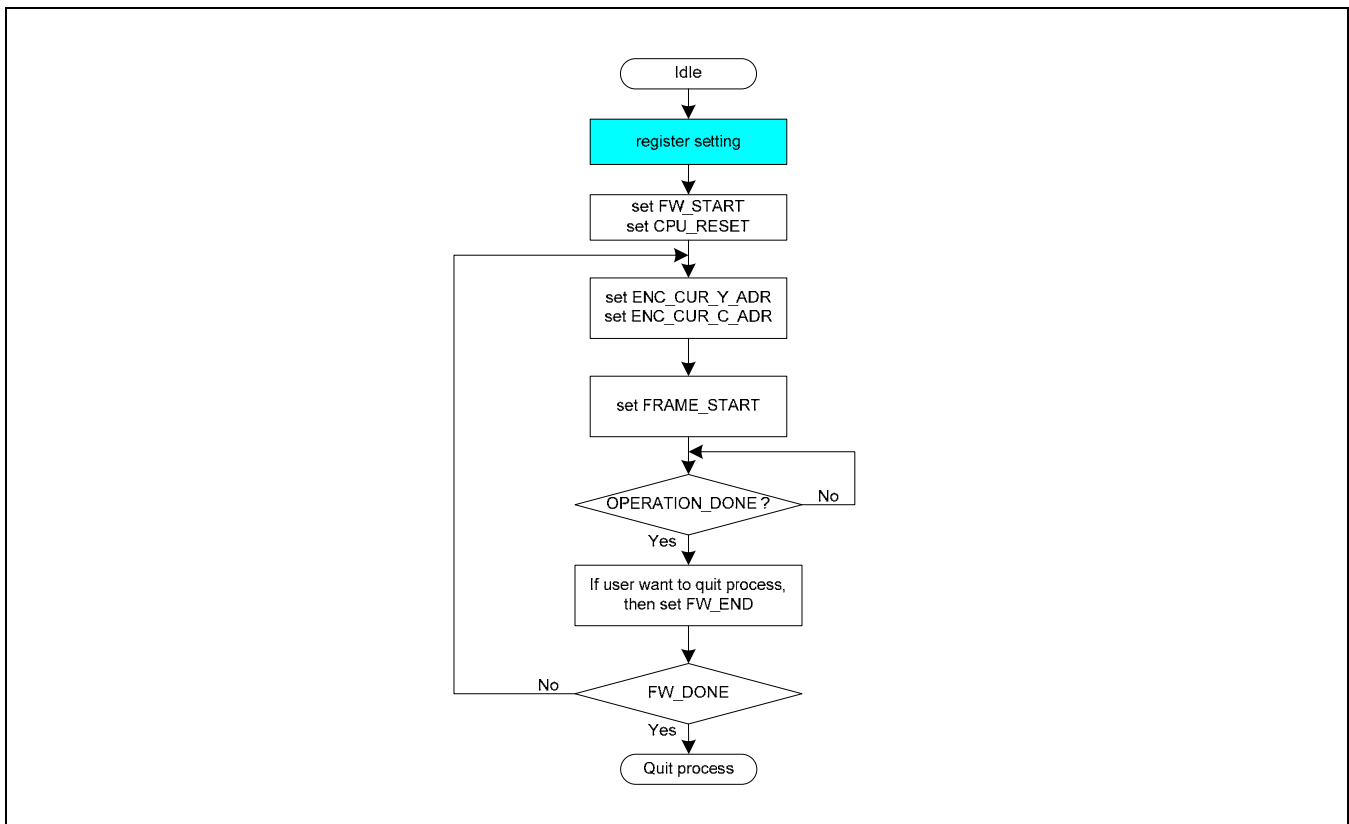 Idle
register setting
set FW_START
set CPU_RESET
set ENC_CUR_Y_ADR
set ENC_CUR_C_ADR
set FRAME_START
OPERATION_DONE ?
No
Yes
If user want to quit process,
then set FW_END
No
FW_DONE
Yes
Quit process